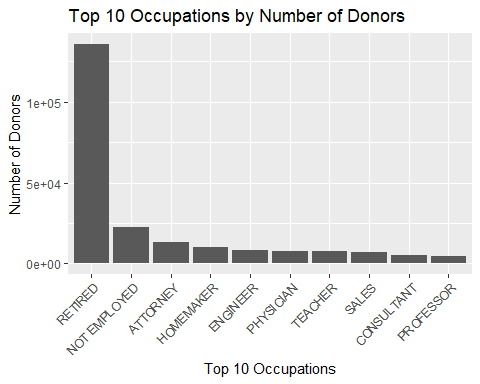 Top 10 Occupations by Number of Donors
Number of Donors
1e+05
5e+04
0e+00
RETIRED
NOT EMPLOYED
ATTORNEY
HOMEMAKER
ENGINEER
PHYSICIAN
TEACHER
SALES
CONSULTANT
PROFESSOR
Top 10 Occupations